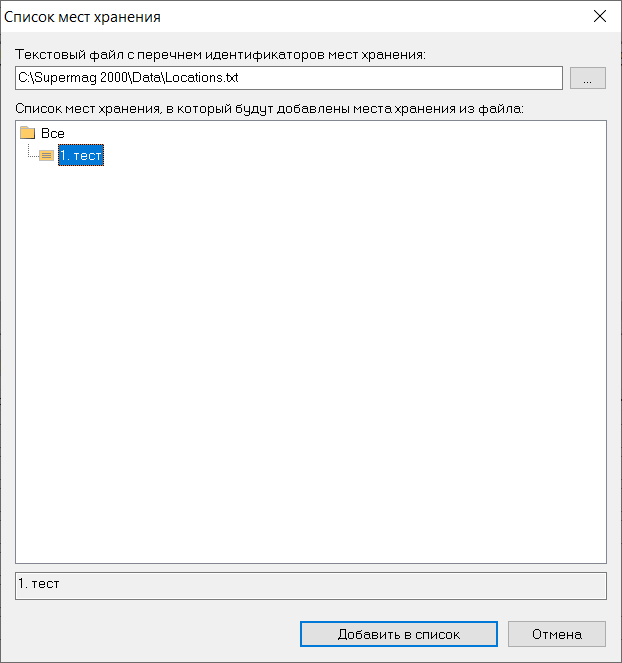 Список мест хранения
Текстовый файл с перечнем идентификаторов мест хранения:
C:\Supermag 2000\Data\Locations.txt
...
Список мест хранения, в который будут добавлены места хранения из файла:
Все
1. тест
1. тест
Добавить в список
Отмена